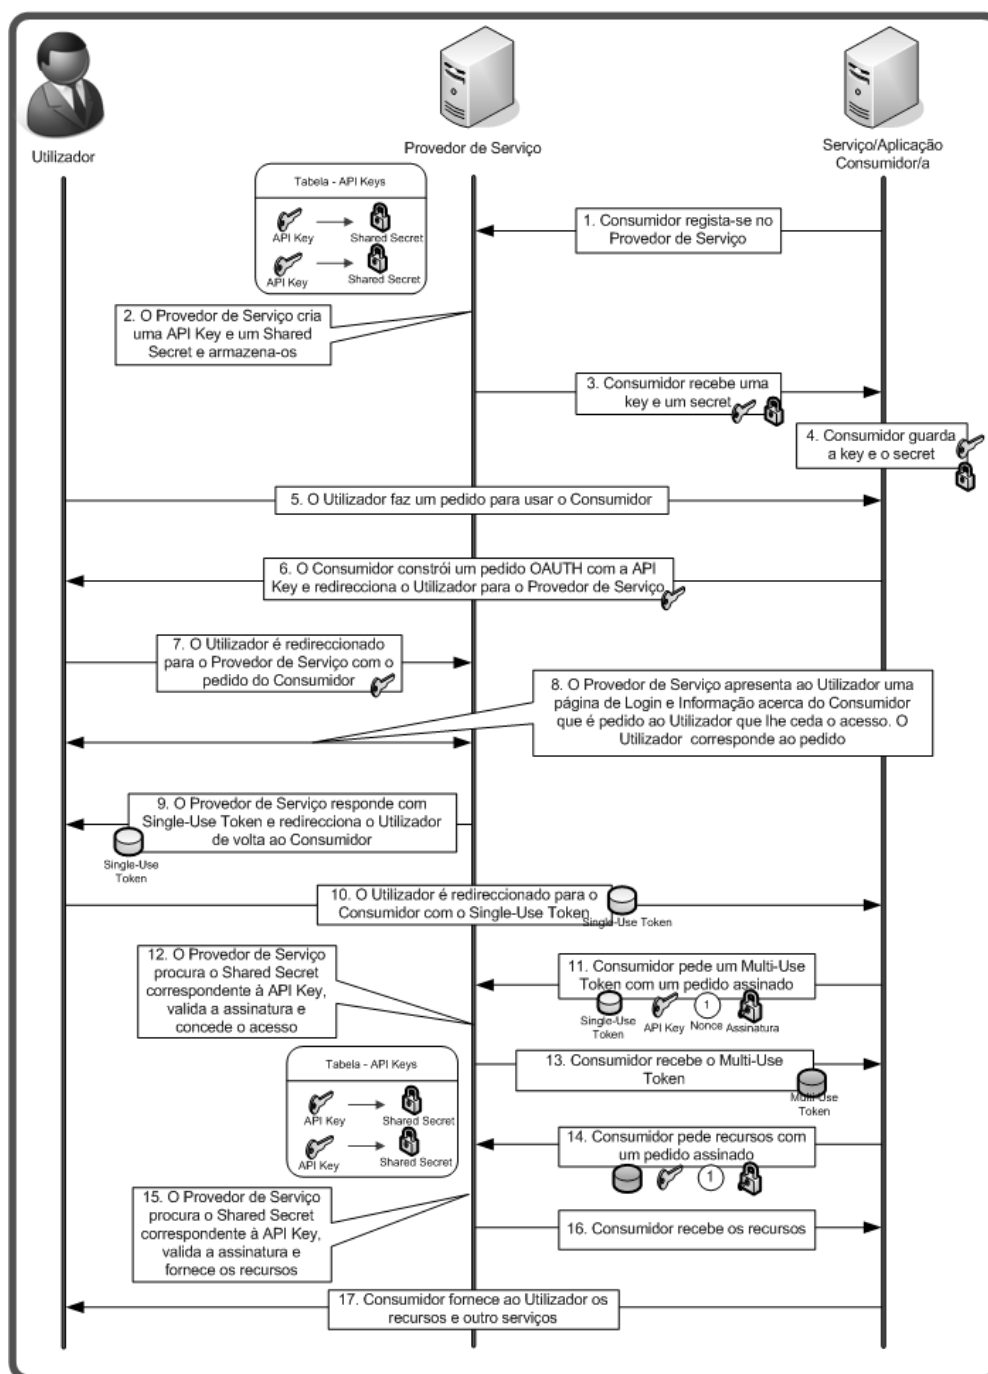 Utilizador
Provedor de Serviço
Serviço/Aplicação
Consumidor/a
Tabela - API Keys
API Key
Shared Secret
API Key
Shared Secret
1. Consumidor regista-se no
Provedor de Serviço
2. O Provedor de Serviço cria
uma API Key e um Shared
Secret e armazena-os
3. Consumidor recebe uma
key e um secret
4. Consumidor guarda
a key e o secret
5. O Utilizador faz um pedido para usar o Consumidor
6. O Consumidor constrói um pedido OAUTH com a API
Key e redirecciona o Utilizador para o Provedor de Serviço
7. O Utilizador é redireccionado
para o Provedor de Serviço com o
pedido do Consumidor
8. O Provedor de Serviço apresenta ao Utilizador uma
página de Login e Informação acerca do Consumidor
que é pedido ao Utilizador que lhe ceda o acesso. O
Utilizador corresponde ao pedido
9. O Provedor de Serviço responde com
Single-Use Token e redirecciona o Utilizador
de volta ao Consumidor
Single-Use
Token
10. O Utilizador é redireccionado para o
Consumidor com o Single-Use Token
Single-Use Token
11. Consumidor pede um Multi-Use
Token com um pedido assinado
Single-Use
Token
API Key
1
Nonce
Assinatura
12. O Provedor de Serviço
procura o Shared Secret
correspondente à API Key,
valida a assinatura e
concede o acesso
13. Consumidor recebe o Multi-Use
Token
Multi-Use
Token
Tabela - API Keys
API Key
Shared Secret
API Key
Shared Secret
14. Consumidor pede recursos com
um pedido assinado
1
15. O Provedor de Serviço
procura o Shared Secret
correspondente à API Key,
valida a assinatura e
fornece os recursos
16. Consumidor recebe os recursos
17. Consumidor fornece ao Utilizador os
recursos e outro serviços